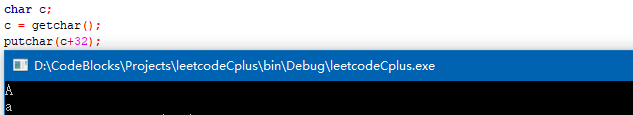 char c;
c = getchar();
putchar(c+32);
D:\CodeBlocks\Projects\leetcodeCplus\bin\Debug\leetcodeCplus.exe
A
a